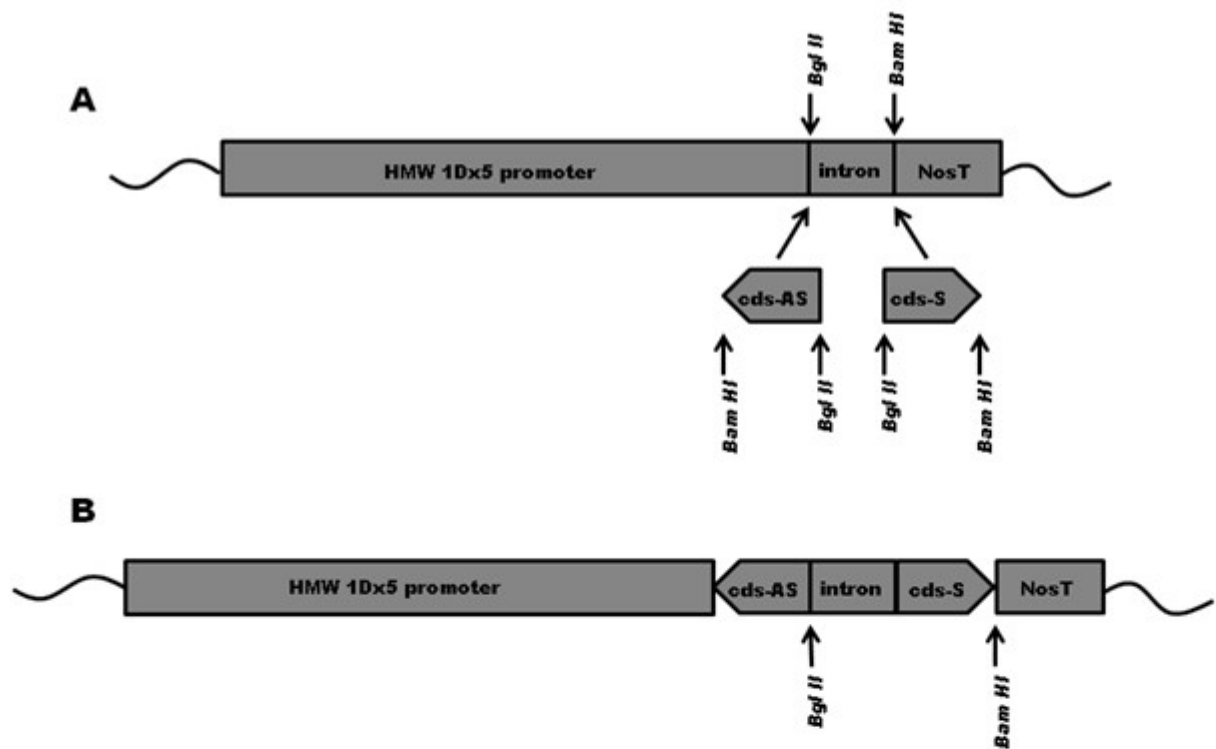 A
Bgl II
Bam HI
HMW 1Dx5 promoter
intron
NosT
cds-AS
cds-S
Bam HI
Bgl II
Bgl II
Bam HI
B
HMW 1Dx5 promoter
cds-AS
intron
cds-S
NosT
Bgl II
Bam HI